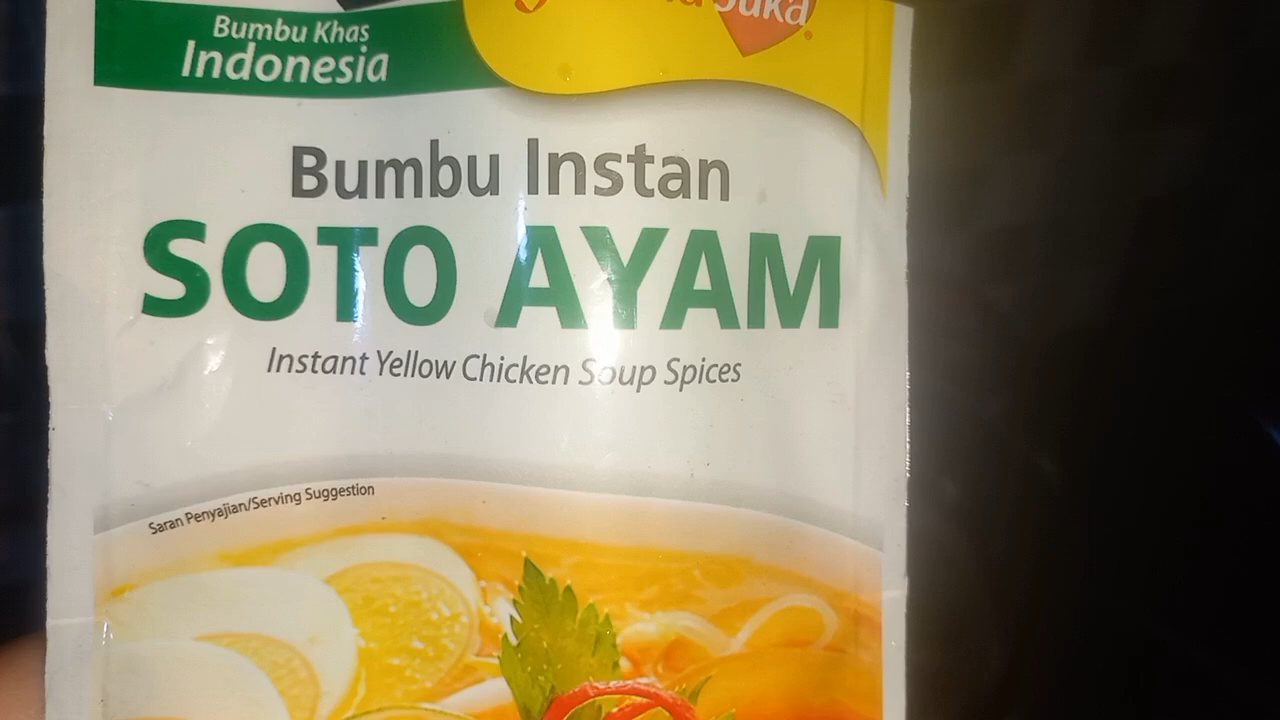 Bumbu Khas
Indonesia
Bumbu Instan
SOTO AYAM
Instant Yellow Chicken Soup Spices
Saran Penyajian/Serving Suggestion